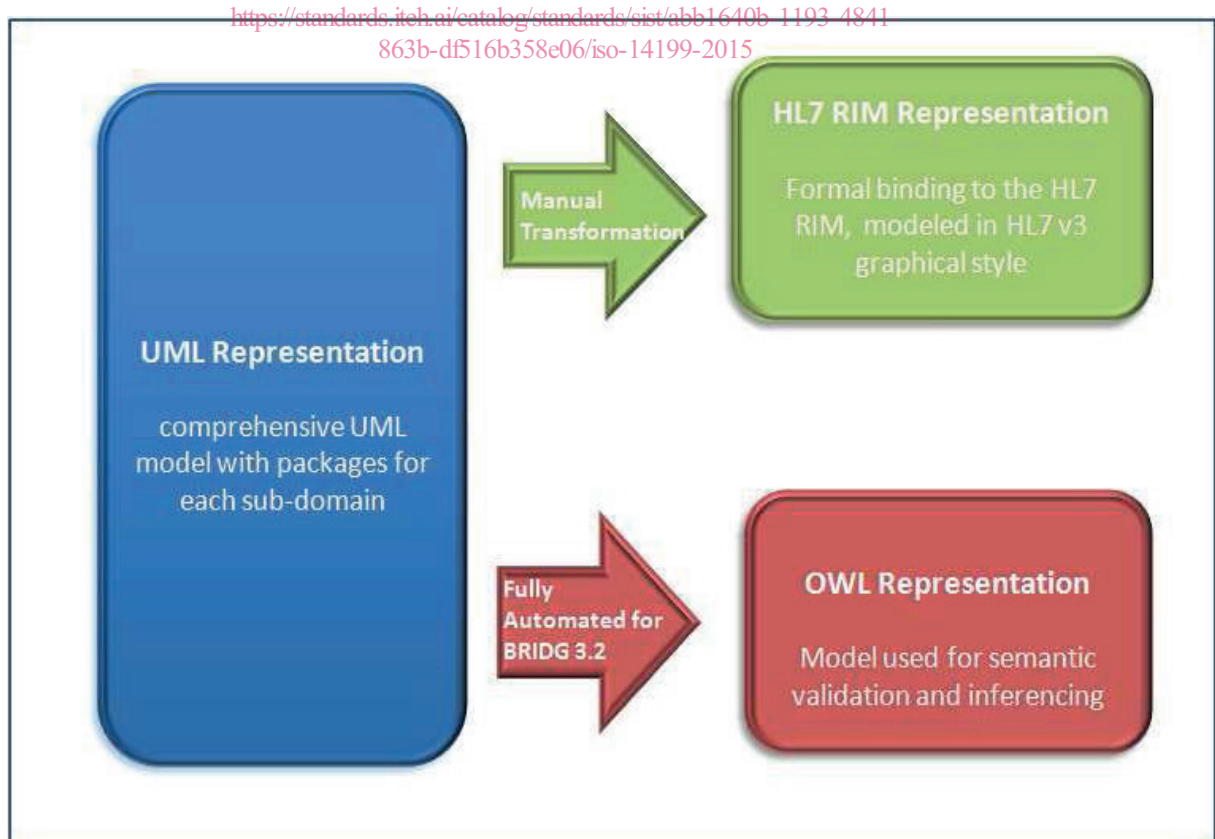 https://standards.iteh.ai/catalog/standards/sist/abb1640b-1193-4841-
863b-df516b358e06/iso-14199-2015
UML Representation
comprehensive UML
model with packages for
each sub-domain
Manual
Transformation
HL7 RIM Representation
Formal binding to the HL7
RIM, modeled in HL7 v3
graphical style
Fully
Automated for
BRIDG 3.2
OWL Representation
Model used for semantic
validation and inferencing